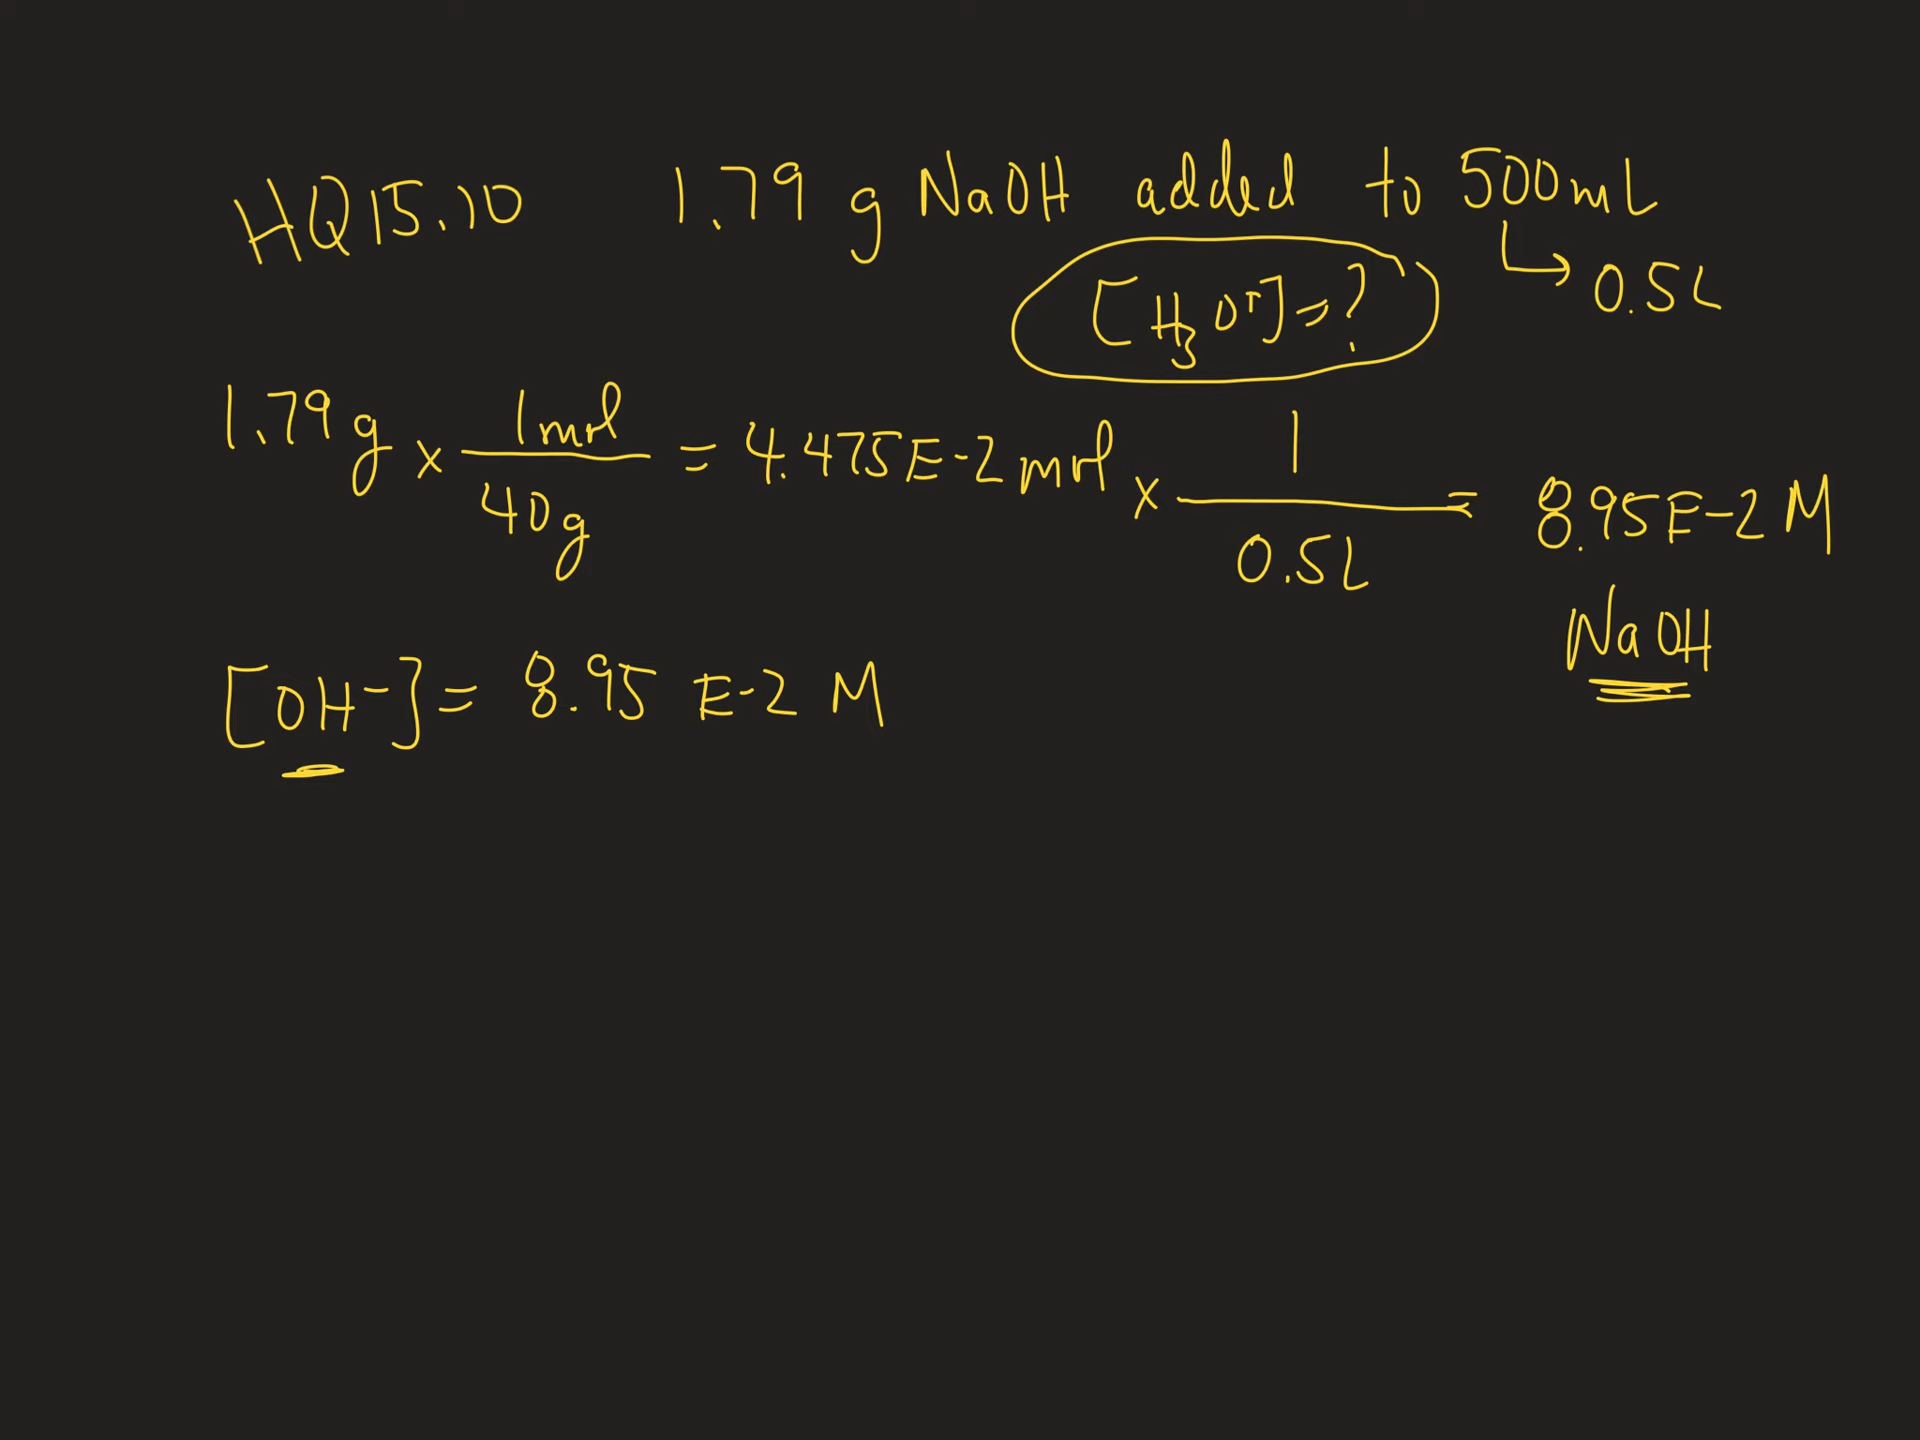 HQ15.10 1.79 g NaOH added to 500mL
↳ 0.5L
[H₃O⁺]=?
1.79 g × 1mol/40g = 4.475E-2 mol × 1/0.5L = 8.95E-2 M
NaOH
[OH⁻] = 8.95 E-2 M